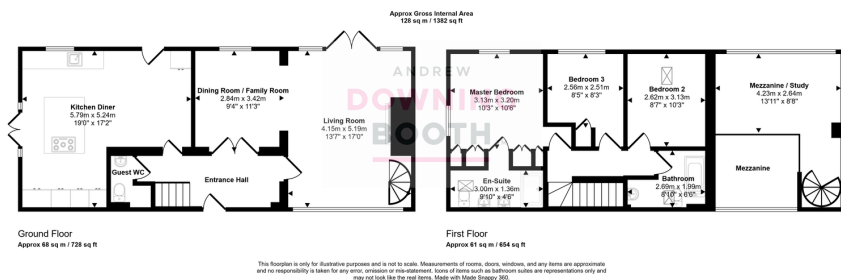 Approx Gross Internal Area
128 sq m / 1382 sq ft
ANDREW
DOWNING
BOOTH
Kitchen Diner
5.79m x 5.24m
19'0" x 17'2"
Dining Room / Family Room
2.84m x 3.42m
9'4" x 11'3"
Living Room
4.15m x 5.19m
13'7" x 17'0"
Guest WC
Entrance Hall
Master Bedroom
3.13m x 3.20m
10'3" x 10'6"
Bedroom 3
2.56m x 2.51m
8'5" x 8'3"
Bedroom 2
2.62m x 3.13m
8'7" x 10'3"
Mezzanine / Study
4.23m x 2.64m
13'11" x 8'8"
Mezzanine
En-Suite
3.00m x 1.36m
9'10" x 4'6"
Bathroom
2.69m x 1.99m
8'10" x 6'6"
Ground Floor
Approx 68 sq m / 728 sq ft
First Floor
Approx 61 sq m / 654 sq ft
This floorplan is only for illustrative purposes and is not to scale. Measurements of rooms, doors, windows, and any items are approximate
and no responsibility is taken for any error, omission or mis-statement. Icons of items such as bathroom suites are representations only and
may not look like the real items. Made with Made Snappy 360.